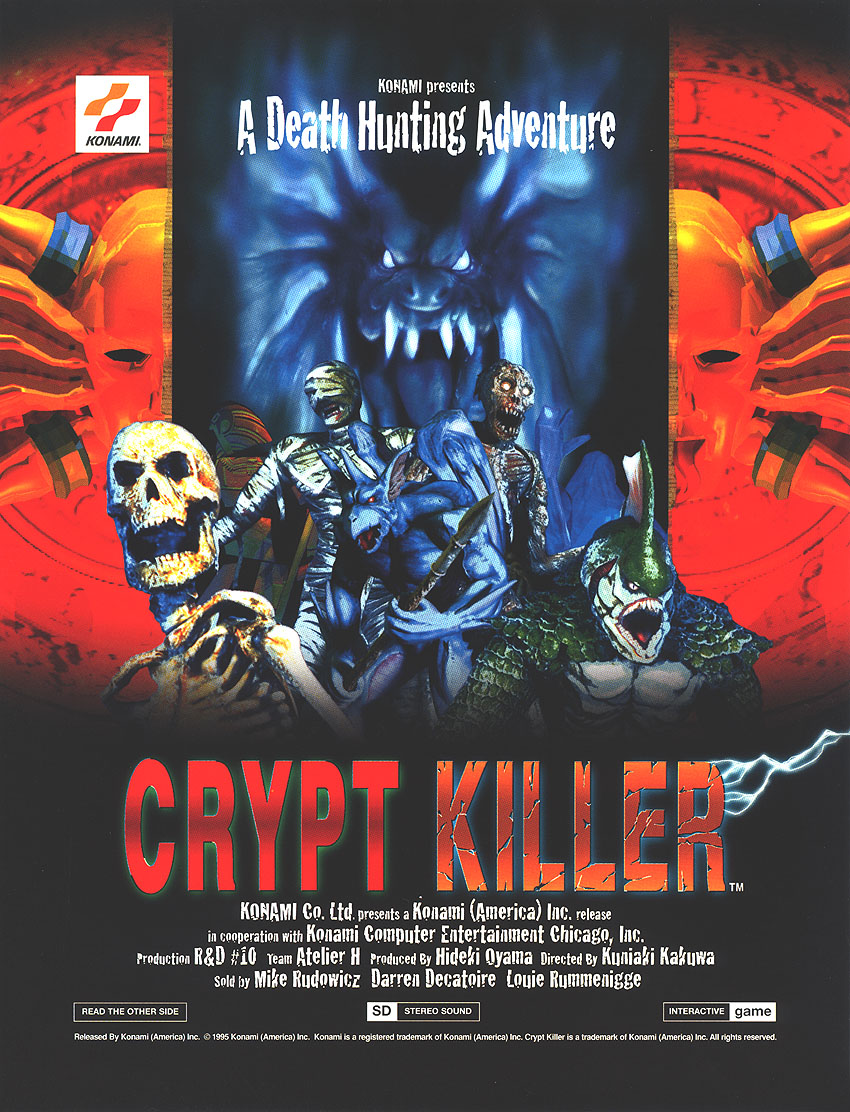 KONAMI
KONAMI presents
A Death Hunting Adventure
CRYPT KILLER™
KONAMI Co. Ltd. presents a Konami (America) Inc. release
in cooperation with Konami Computer Entertainment Chicago, Inc.
Production R&D #10 Team Atelier H Produced By Hideki Oyama Directed By Kuniaki Kakuwa
Sold by Mike Rudowicz Darren Decatoire Louie Rummenigge
READ THE OTHER SIDE
SD STEREO SOUND
INTERACTIVE game
Released By Konami (America) Inc. © 1995 Konami (America) Inc. Konami is a registered trademark of Konami (America) Inc. Crypt Killer is a trademark of Konami (America) Inc. All rights reserved.